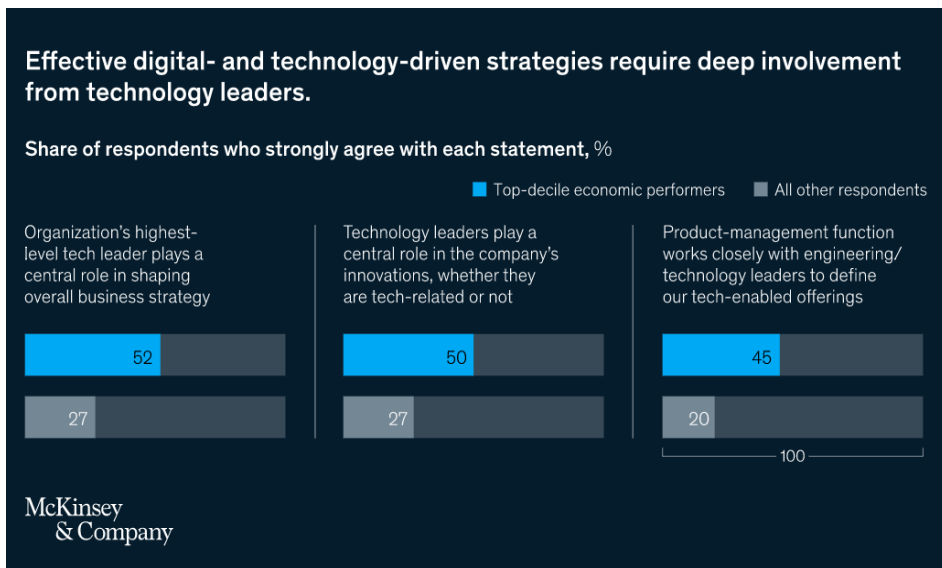 Effective digital- and technology-driven strategies require deep involvement
from technology leaders.
Share of respondents who strongly agree with each statement, %
Top-decile economic performers
All other respondents
Organization's highest-
level tech leader plays a
central role in shaping
overall business strategy
52
27
Technology leaders play a
central role in the company's
innovations, whether they
are tech-related or not
50
27
Product-management function
works closely with engineering/
technology leaders to define
our tech-enabled offerings
45
20
100
McKinsey
& Company